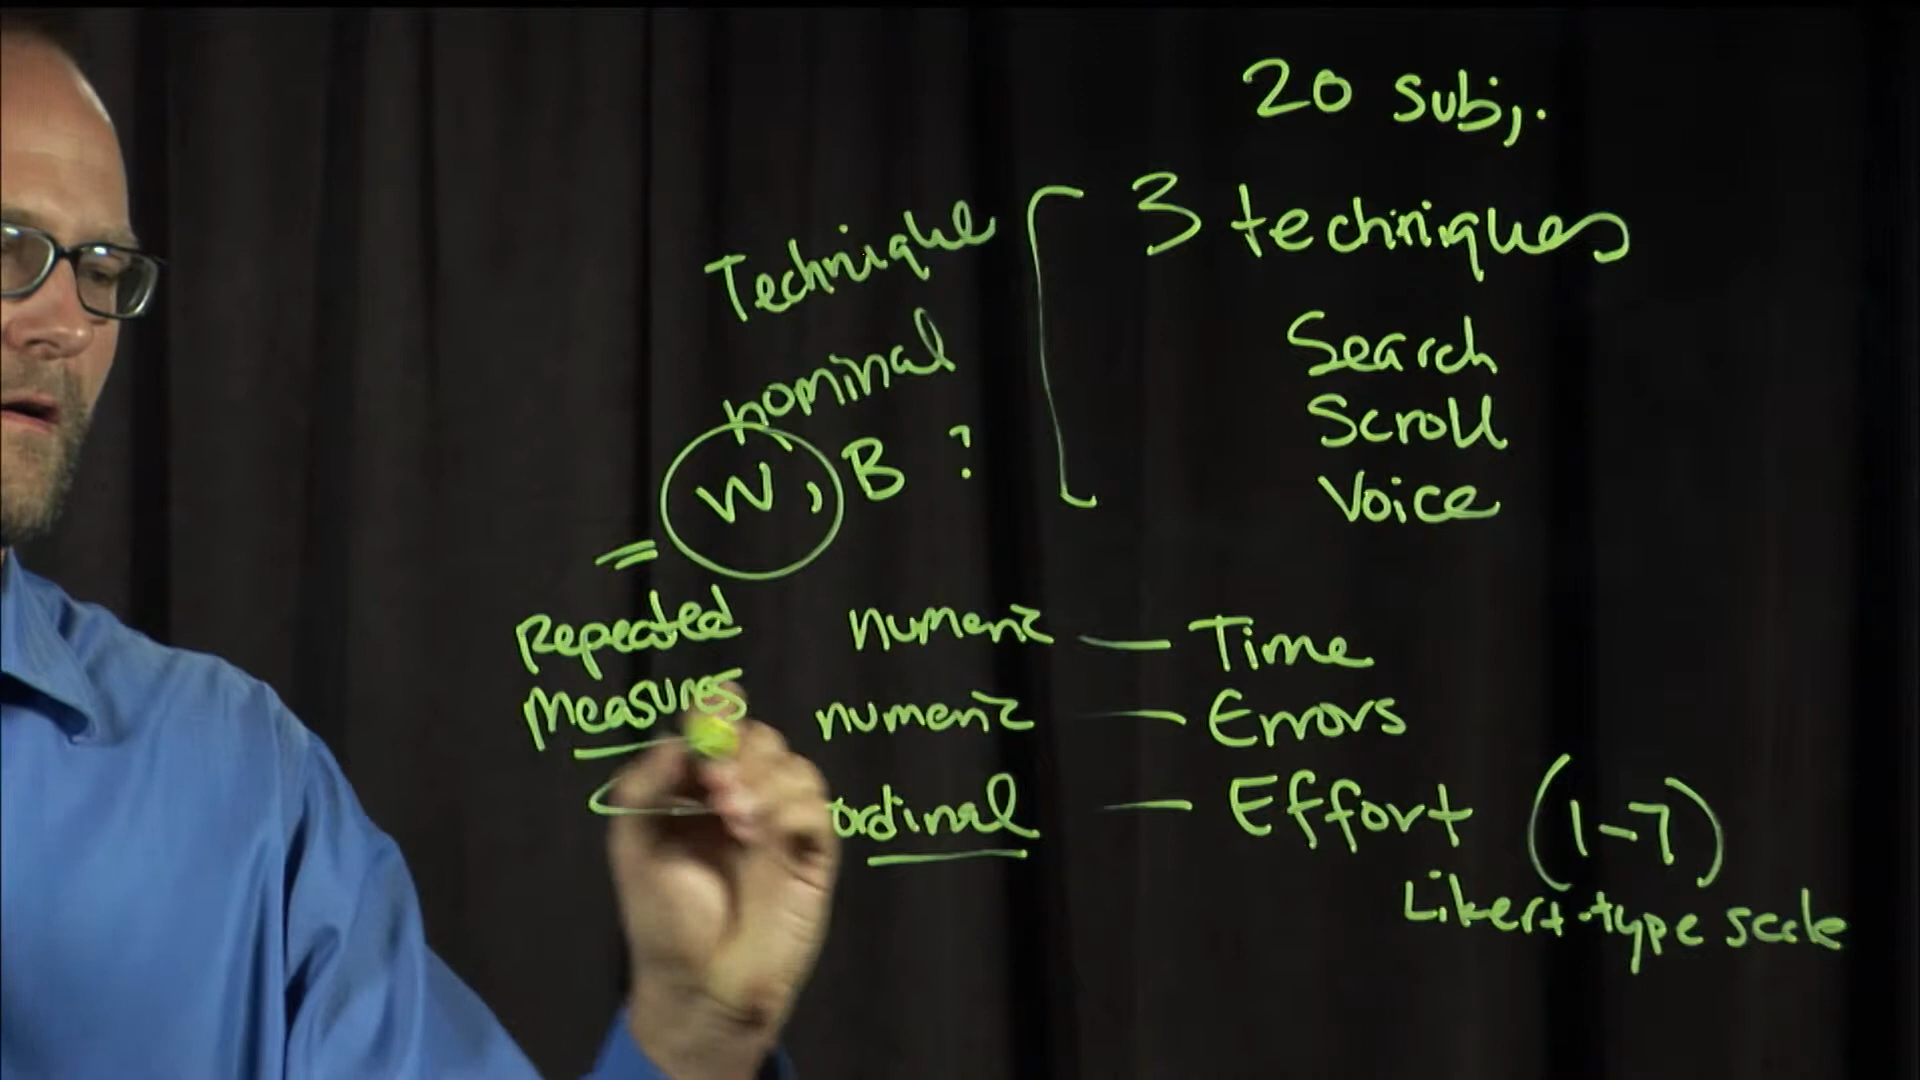 20 subj.
3 techniques
Technique
Search
nominal
Scroll
W, B ?
Voice
=
Repeated
Measures
numeric — Time
numeric — Errors
ordinal — Effort (1-7)
Likert-type scale